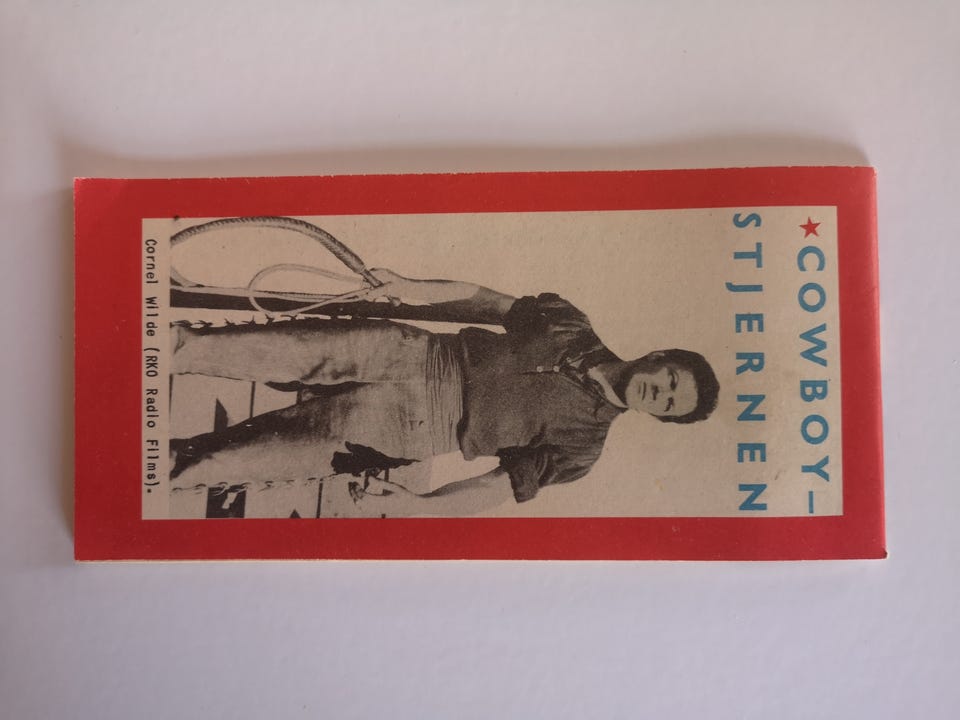 ★COWBOY–
STJERNEN
Cornel Wilde (RKO Radio Films).